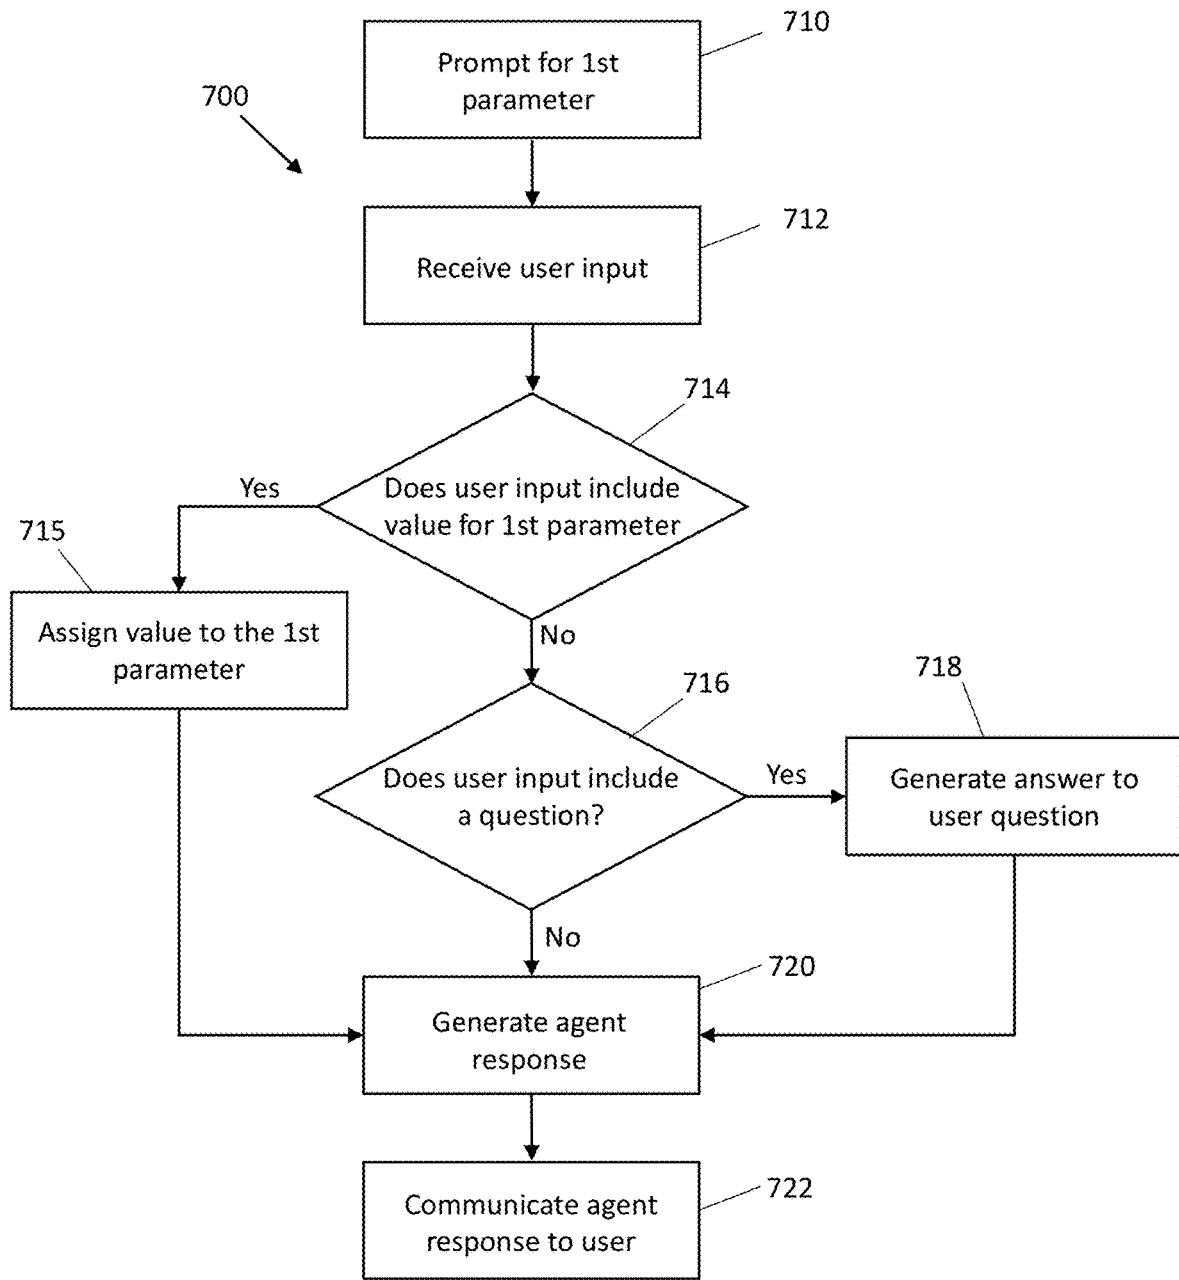 710
Prompt for 1st
parameter
700
712
Receive user input
714
Yes
Does user input include
value for 1st parameter
715
Assign value to the 1st
parameter
No
716
718
Does user input include
a question?
Yes
Generate answer to
user question
No
720
Generate agent
response
722
Communicate agent
response to user